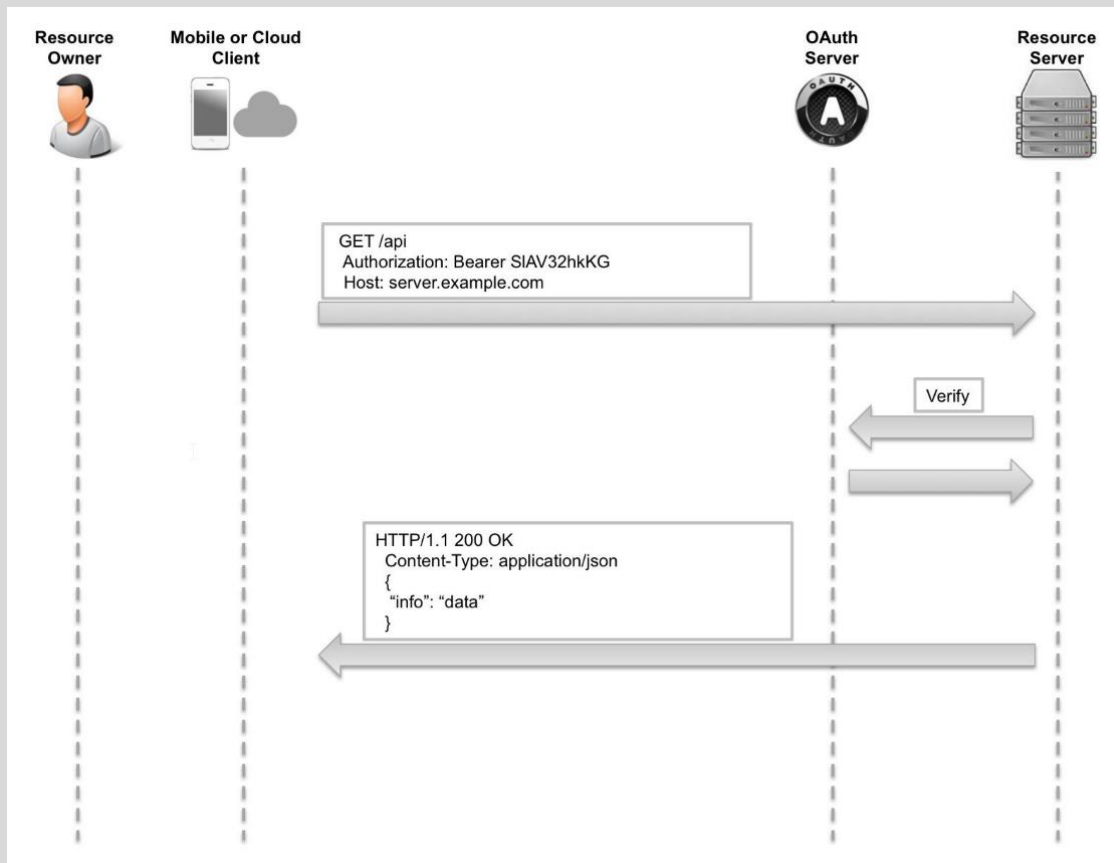 Resource
Owner
Mobile or Cloud
Client
OAuth
Server
Resource
Server
OAUTH
A
GET /api
Authorization: Bearer SlAV32hkKG
Host: server.example.com
Verify
HTTP/1.1 200 OK
Content-Type: application/json
{
“info”: “data”
}